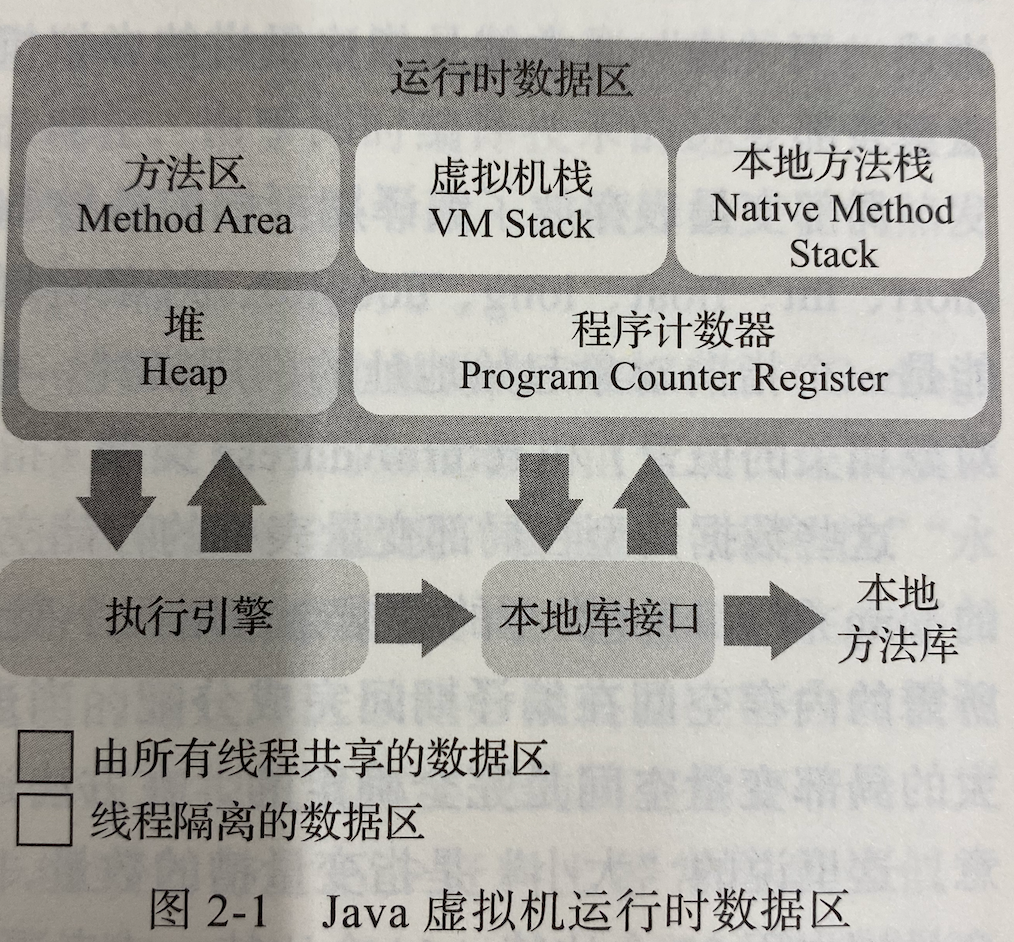 运行时数据区
方法区
Method Area
虚拟机栈
VM Stack
本地方法栈
Native Method
Stack
堆
Heap
程序计数器
Program Counter Register
执行引擎
本地库接口
本地
方法库
由所有线程共享的数据区
线程隔离的数据区
图 2-1 Java 虚拟机运行时数据区